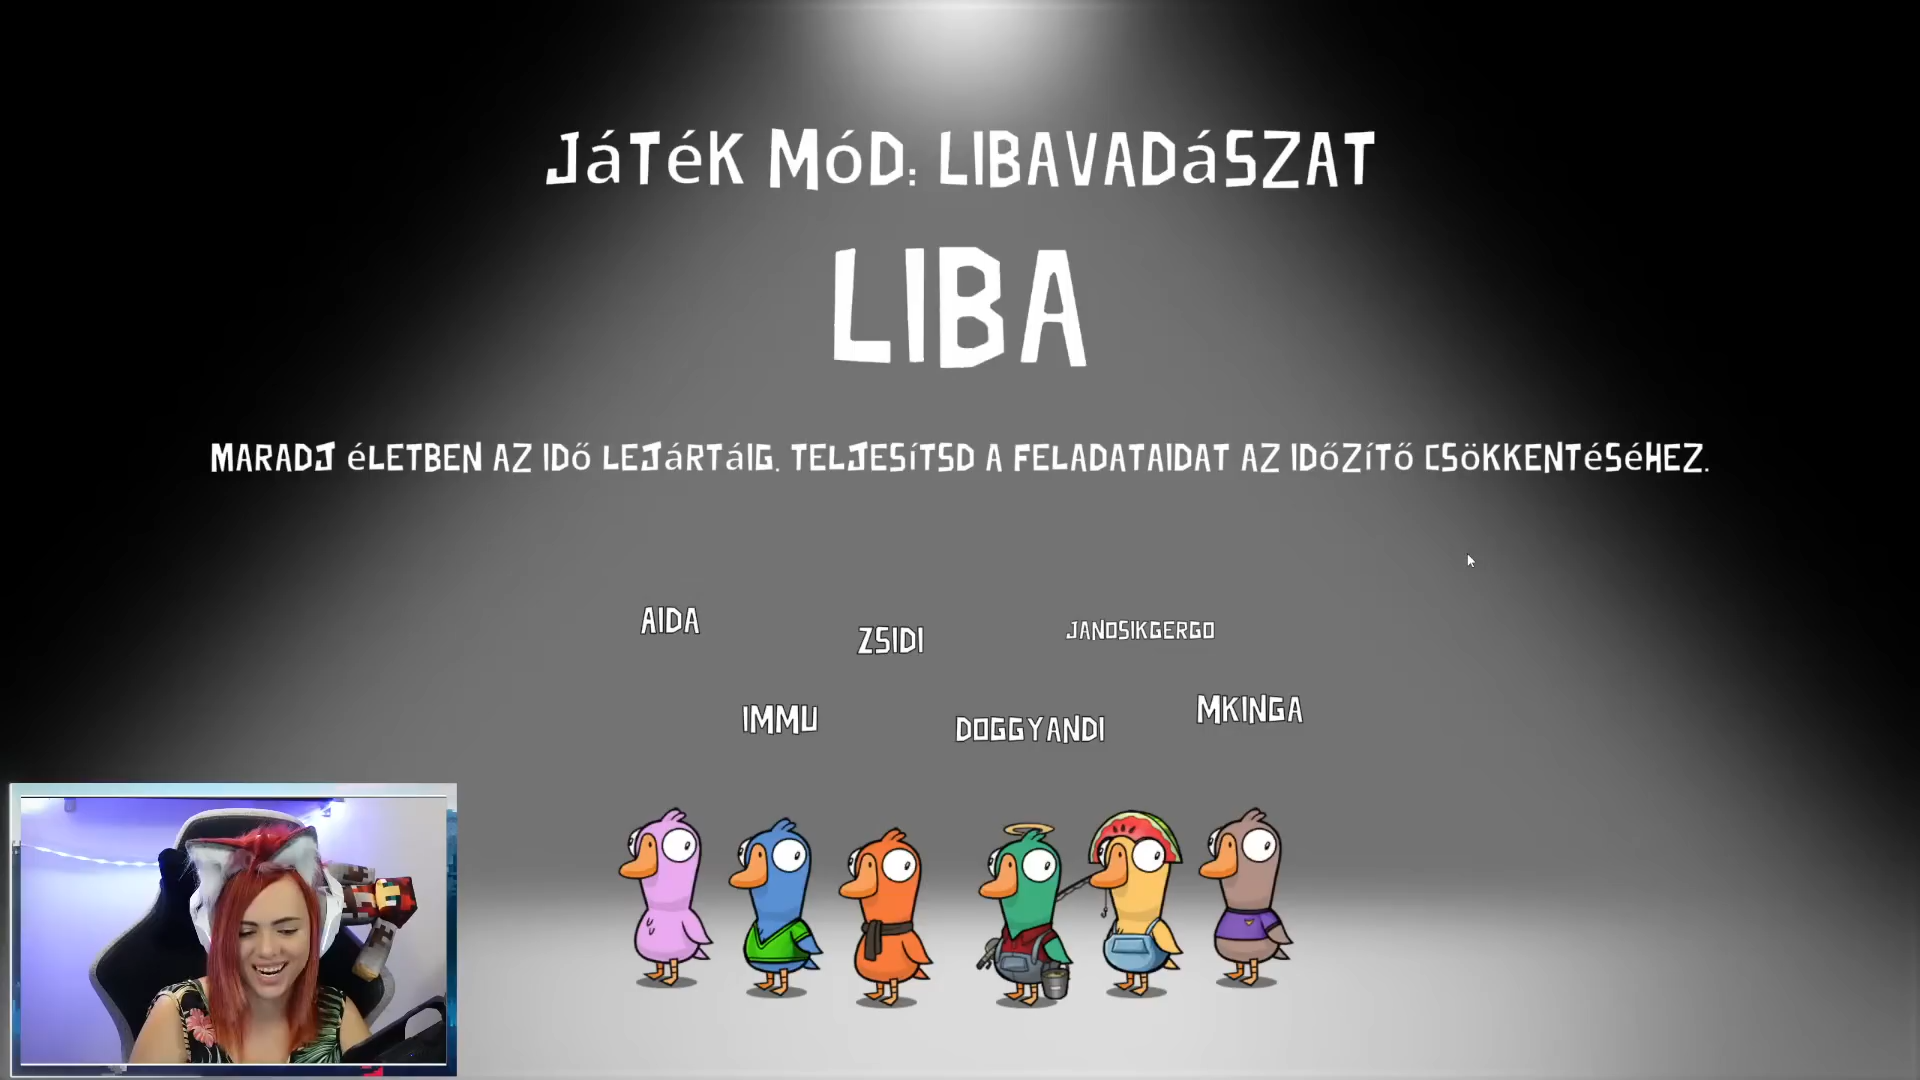 JáTéK MóD: LIBAVADáSZAT
LIBA
MARADJ éLETBEN AZ IDő LEJáRTáIG. TELJESíTSD A FELADATAIDAT AZ IDőZíTő CSöKKENTéSéHEZ.
AIDA
ZSIDI
JANOSIKGERGO
IMMU
DOGGYANDI
MKINGA